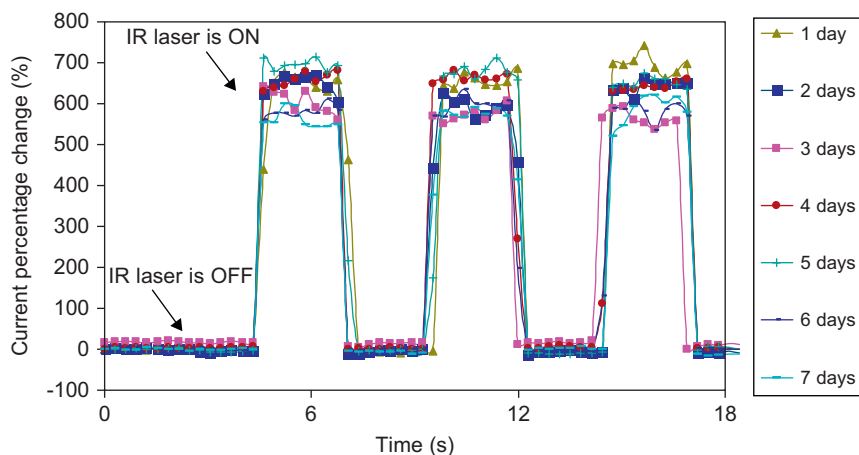 800
700
600
500
400
300
200
100
0
-100
Current percentage change (%)
IR laser is ON
IR laser is OFF
0
6
12
18
Time (s)
1 day
2 days
3 days
4 days
5 days
6 days
7 days